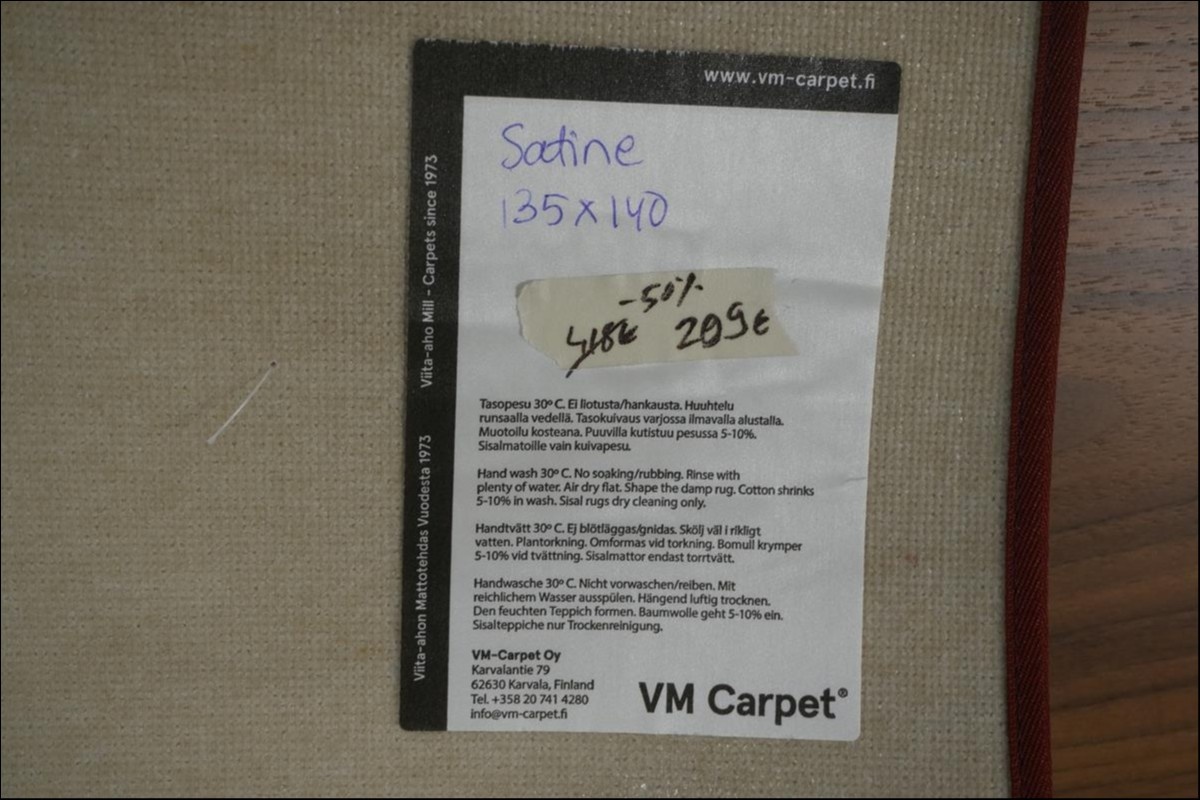 www.vm-carpet.fi
Satine
135x140
-50%
418€ 209€
Tasopesu 30º C. Ei liotusta/hankausta. Huuhtelu
runsaalla vedellä. Tasokuivaus varjossa ilmavalla alustalla.
Muotoilu kosteana. Puuvilla kutistuu pesussa 5-10%.
Sisalmatoille vain kuivapesu.
Hand wash 30º C. No soaking/rubbing. Rinse with
plenty of water. Air dry flat. Shape the damp rug. Cotton shrinks
5-10% in wash. Sisal rugs dry cleaning only.
Handtvätt 30º C. Ej blötläggas/gnidas. Skölj väl i rikligt
vatten. Plantorkning. Omformas vid torkning. Bomull krymper
5-10% vid tvättning. Sisalmattor endast torrtvätt.
Handwasche 30º C. Nicht vorwaschen/reiben. Mit
reichlichem Wasser ausspülen. Hängend luftig trocknen.
Den feuchten Teppich formen. Baumwolle geht 5-10% ein.
Sisalteppiche nur Trockenreinigung.
VM-Carpet Oy
Karvalantie 79
62630 Karvala, Finland
Tel. +358 20 741 4280
info@vm-carpet.fi
VM Carpet®
Viita-ahon Mattotehdas Vuodesta 1973
Viita-aho Mill - Carpets since 1973